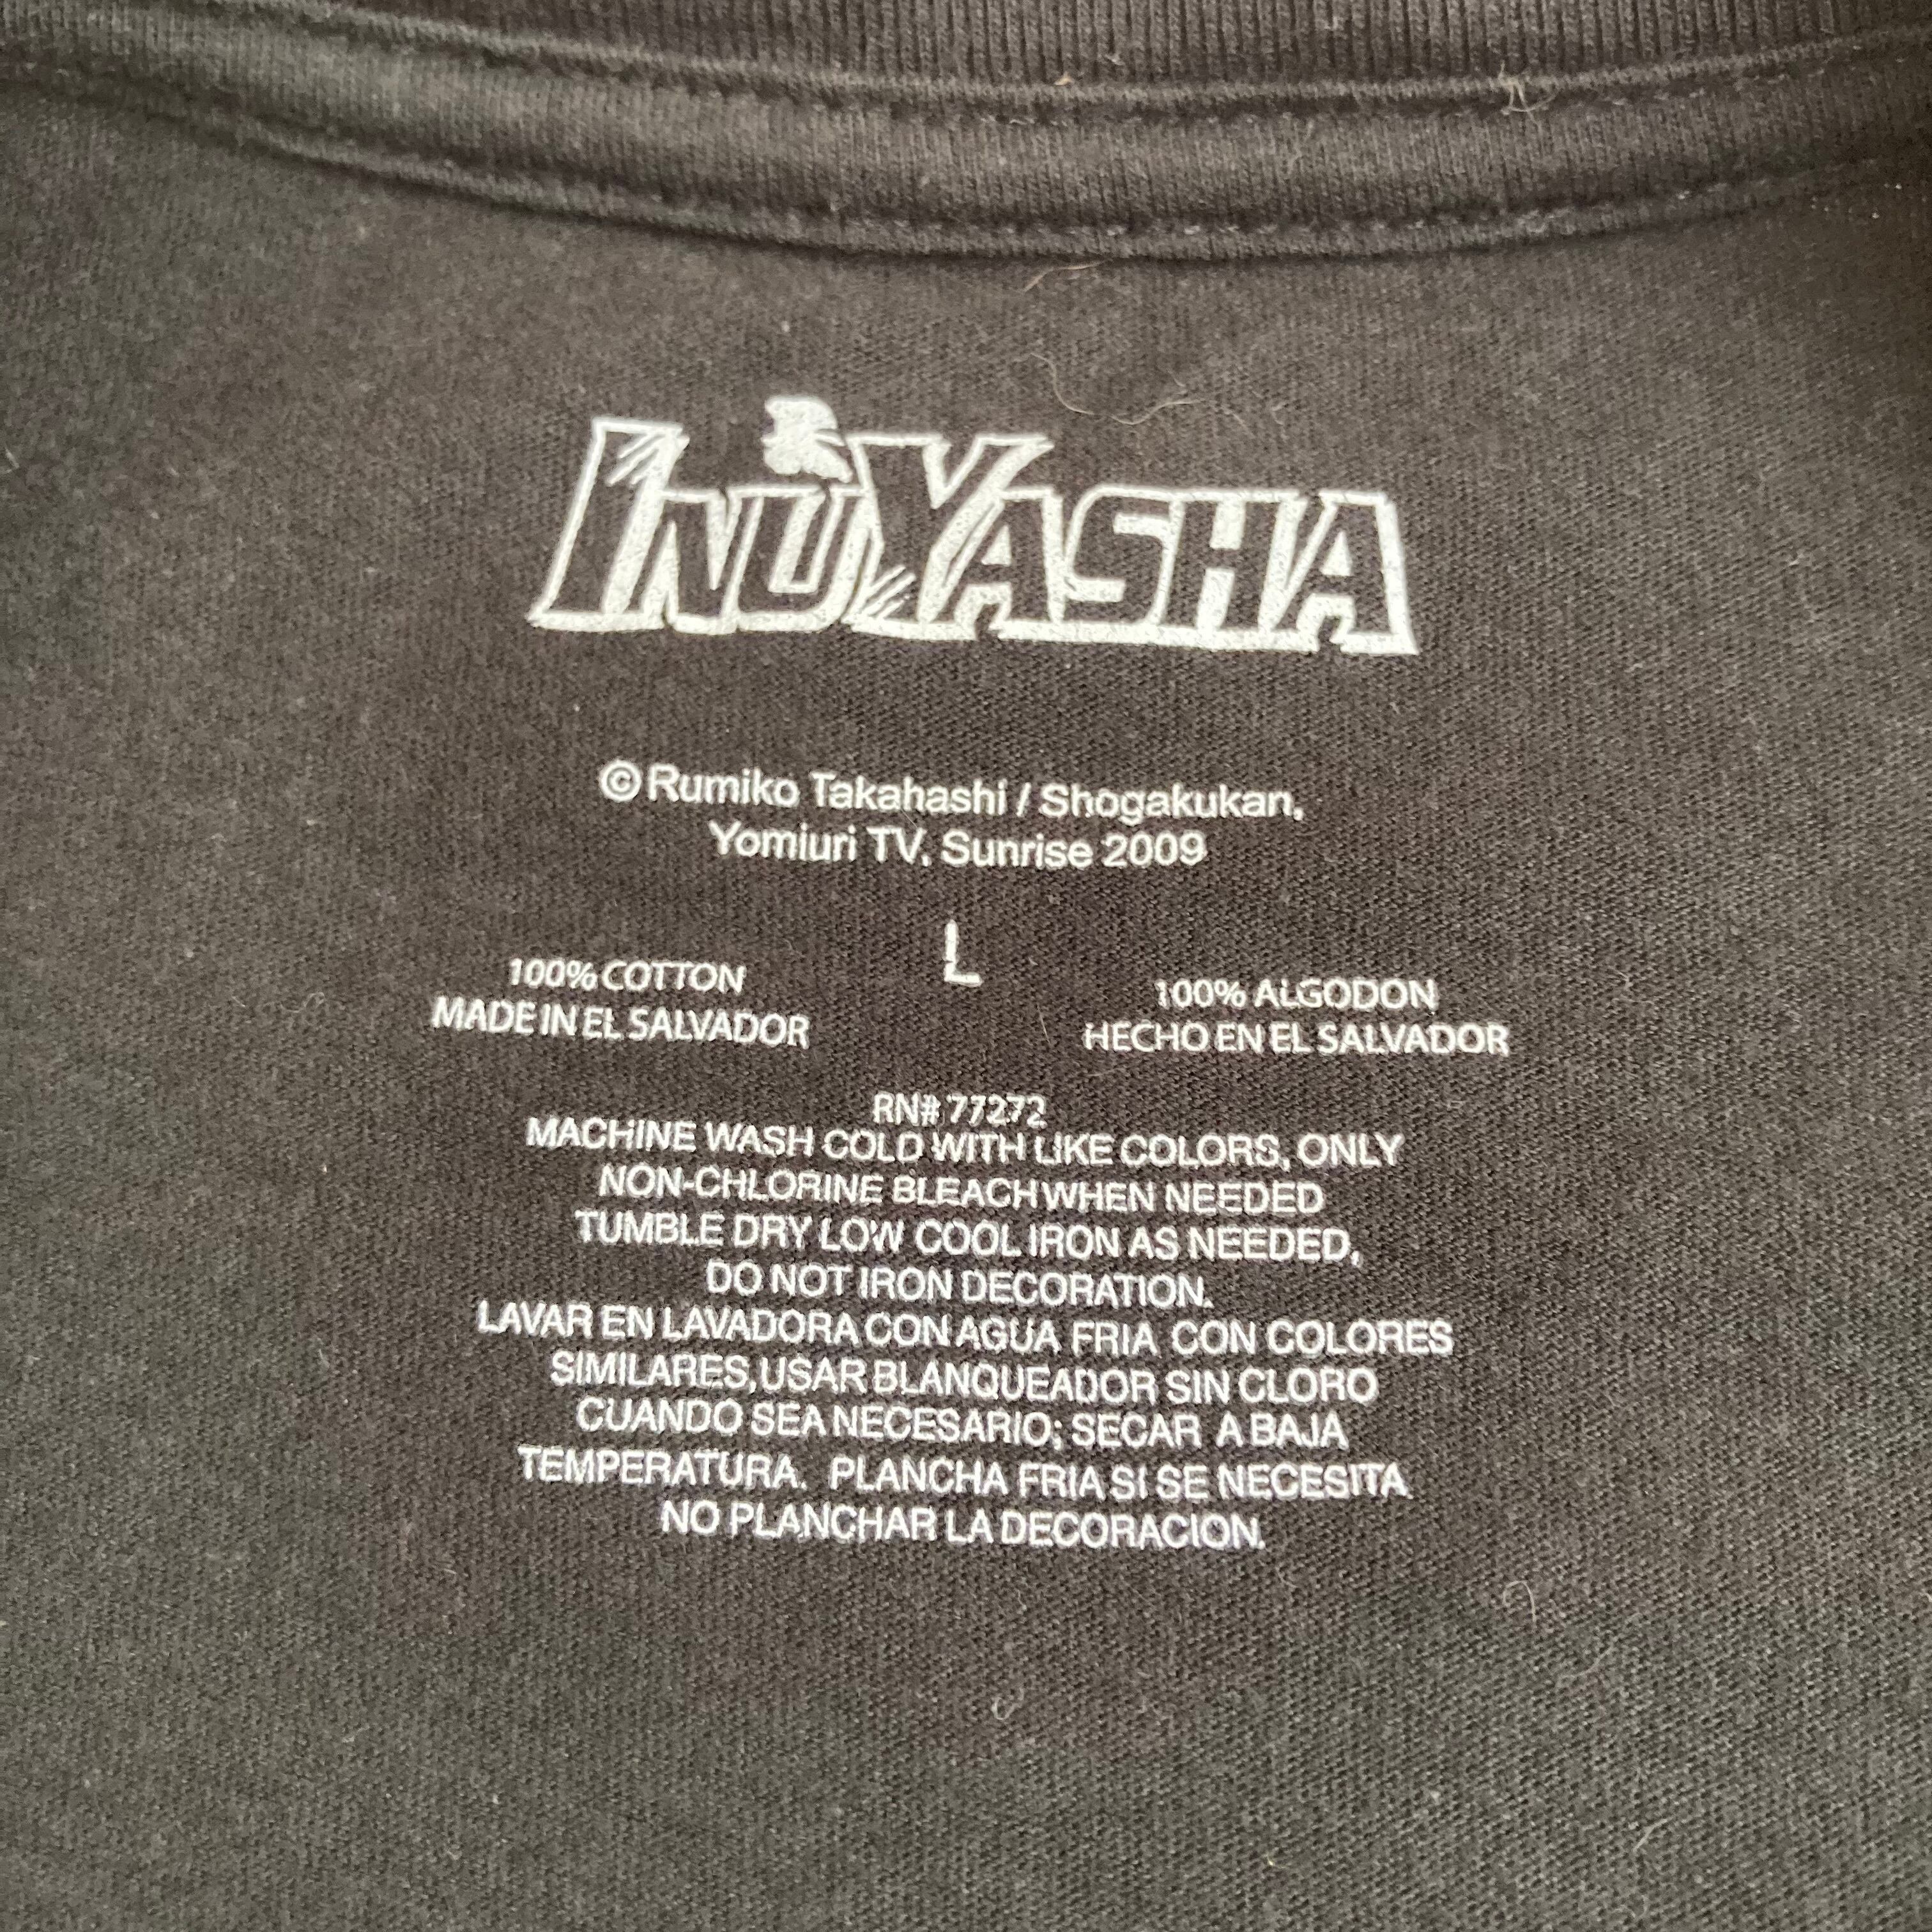 INUYASHA
© Rumiko Takahashi / Shogakukan,
Yomiuri TV, Sunrise 2009
L
100% COTTON
MADE IN EL SALVADOR
100% ALGODON
HECHO EN EL SALVADOR
RN# 77272
MACHINE WASH COLD WITH LIKE COLORS, ONLY
NON-CHLORINE BLEACH WHEN NEEDED
TUMBLE DRY LOW COOL IRON AS NEEDED,
DO NOT IRON DECORATION.
LAVAR EN LAVADORA CON AGUA FRIA CON COLORES
SIMILARES, USAR BLANQUEADOR SIN CLORO
CUANDO SEA NECESARIO; SECAR A BAJA
TEMPERATURA. PLANCHA FRIA SI SE NECESITA
NO PLANCHAR LA DECORACION.